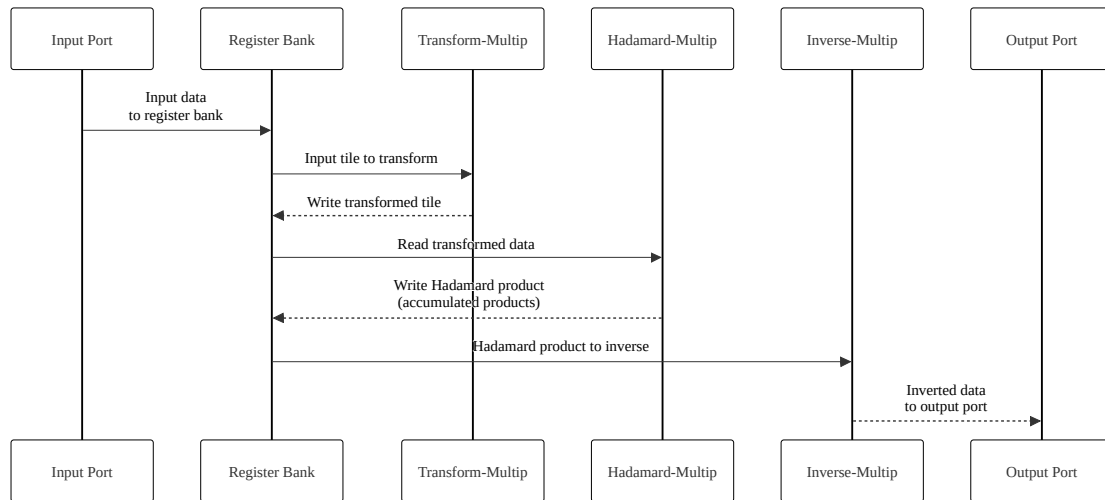 Input Port
Register Bank
Transform-Multip
Hadamard-Multip
Inverse-Multip
Output Port
Input data
to register bank
Input tile to transform
Write transformed tile
Read transformed data
Write Hadamard product
(accumulated products)
Hadamard product to inverse
Inverted data
to output port
Input Port
Register Bank
Transform-Multip
Hadamard-Multip
Inverse-Multip
Output Port